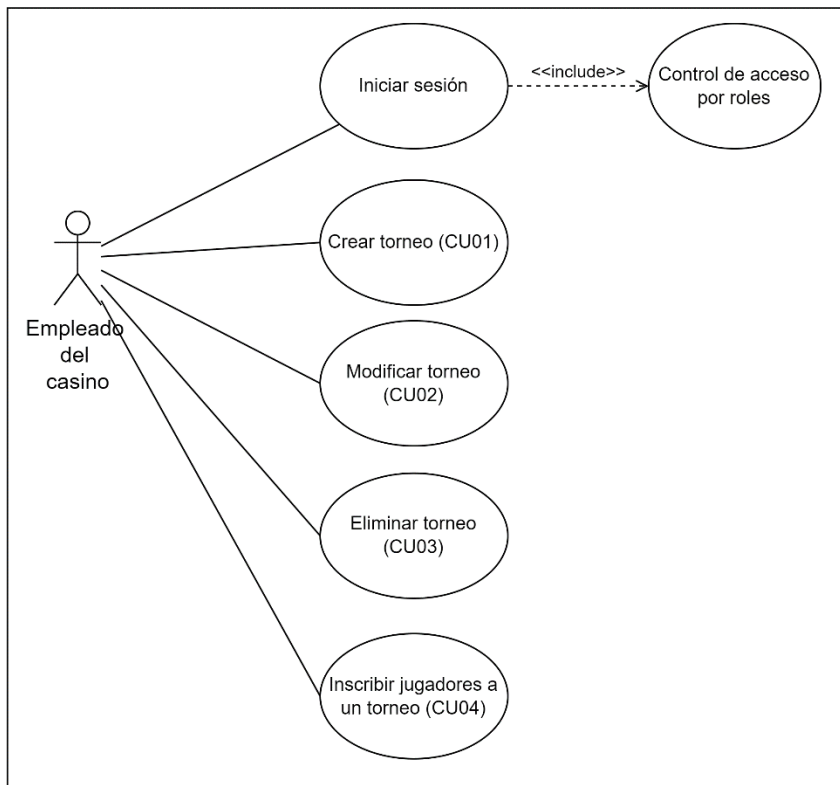 Iniciar sesión
<<include>>
Control de acceso
por roles
Crear torneo (CU01)
Empleado
del
casino
Modificar torneo
(CU02)
Eliminar torneo
(CU03)
Inscribir jugadores a
un torneo (CU04)